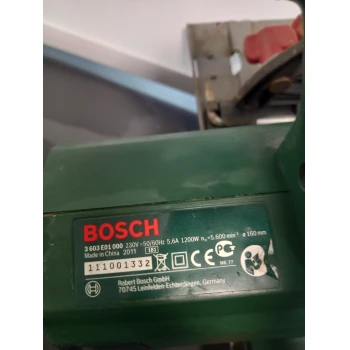 BOSCH
3 603 E01 000 230V~50/60Hz 5,6A 1200W n₀=5 600 min⁻¹ ø 160 mm
Made in China 2011 181
111001332
Robert Bosch GmbH
70745 Leinfelden-Echterdingen, Germany